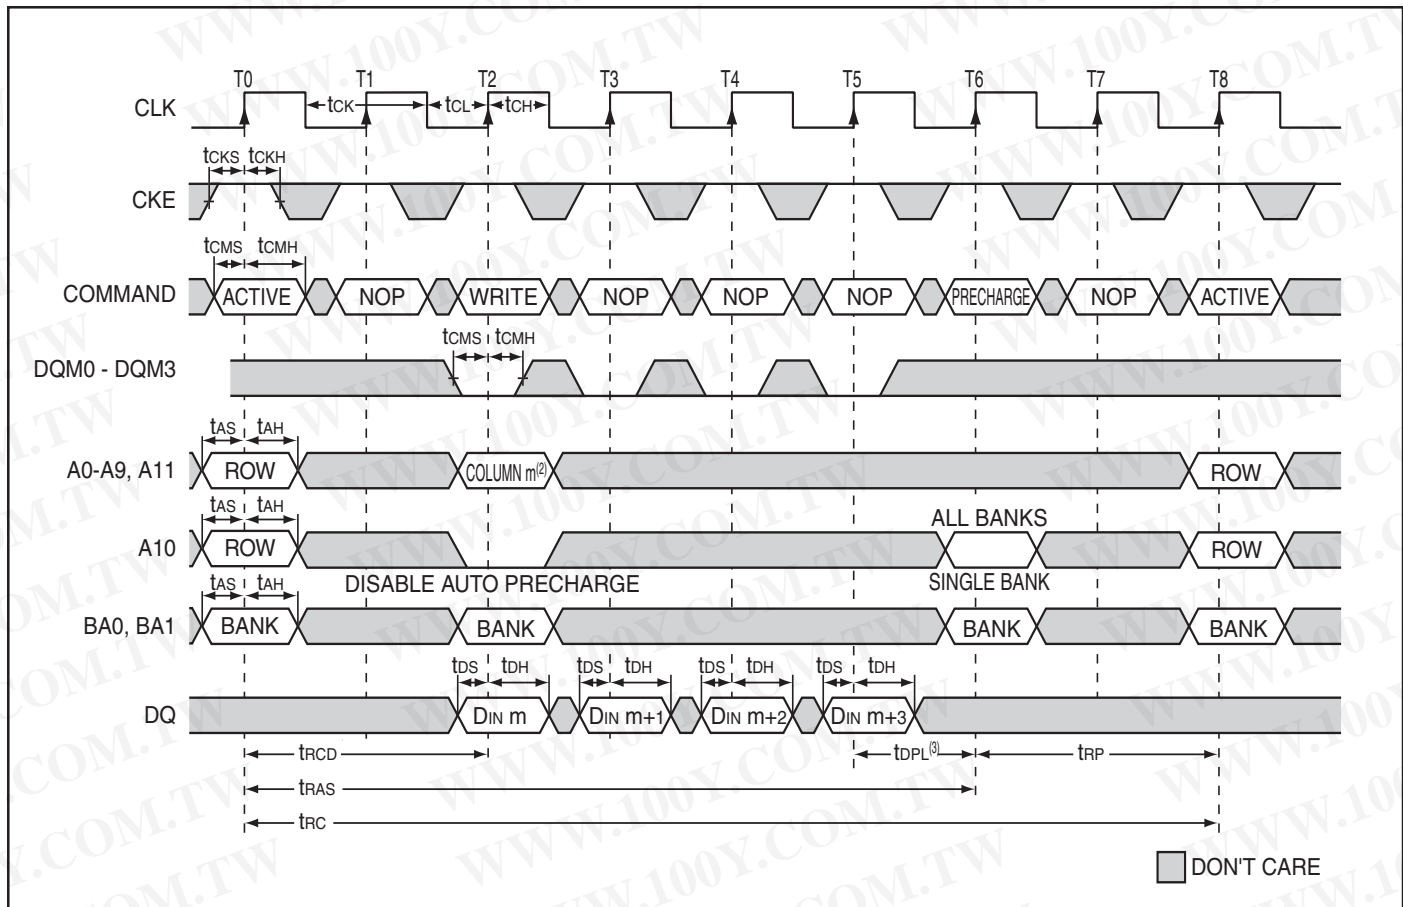 T0 T1 T2 T3 T4 T5 T6 T7 T8
CLK tCK tCL tCH
tCKS tCKH
CKE
tCMS tCMH
COMMAND ACTIVE NOP WRITE NOP NOP NOP PRECHARGE NOP ACTIVE
tCMS tCMH
DQM0 - DQM3
tAS tAH
A0-A9, A11 ROW COLUMN m(2) ROW
tAS tAH
ALL BANKS
A10 ROW ROW
tAS tAH
DISABLE AUTO PRECHARGE SINGLE BANK
BA0, BA1 BANK BANK BANK BANK
tDS tDH tDS tDH tDS tDH tDS tDH
DQ DIN m DIN m+1 DIN m+2 DIN m+3
tRCD tDPL(3) tRP
tRAS
tRC
DON'T CARE
WWW.100Y.COM.TW